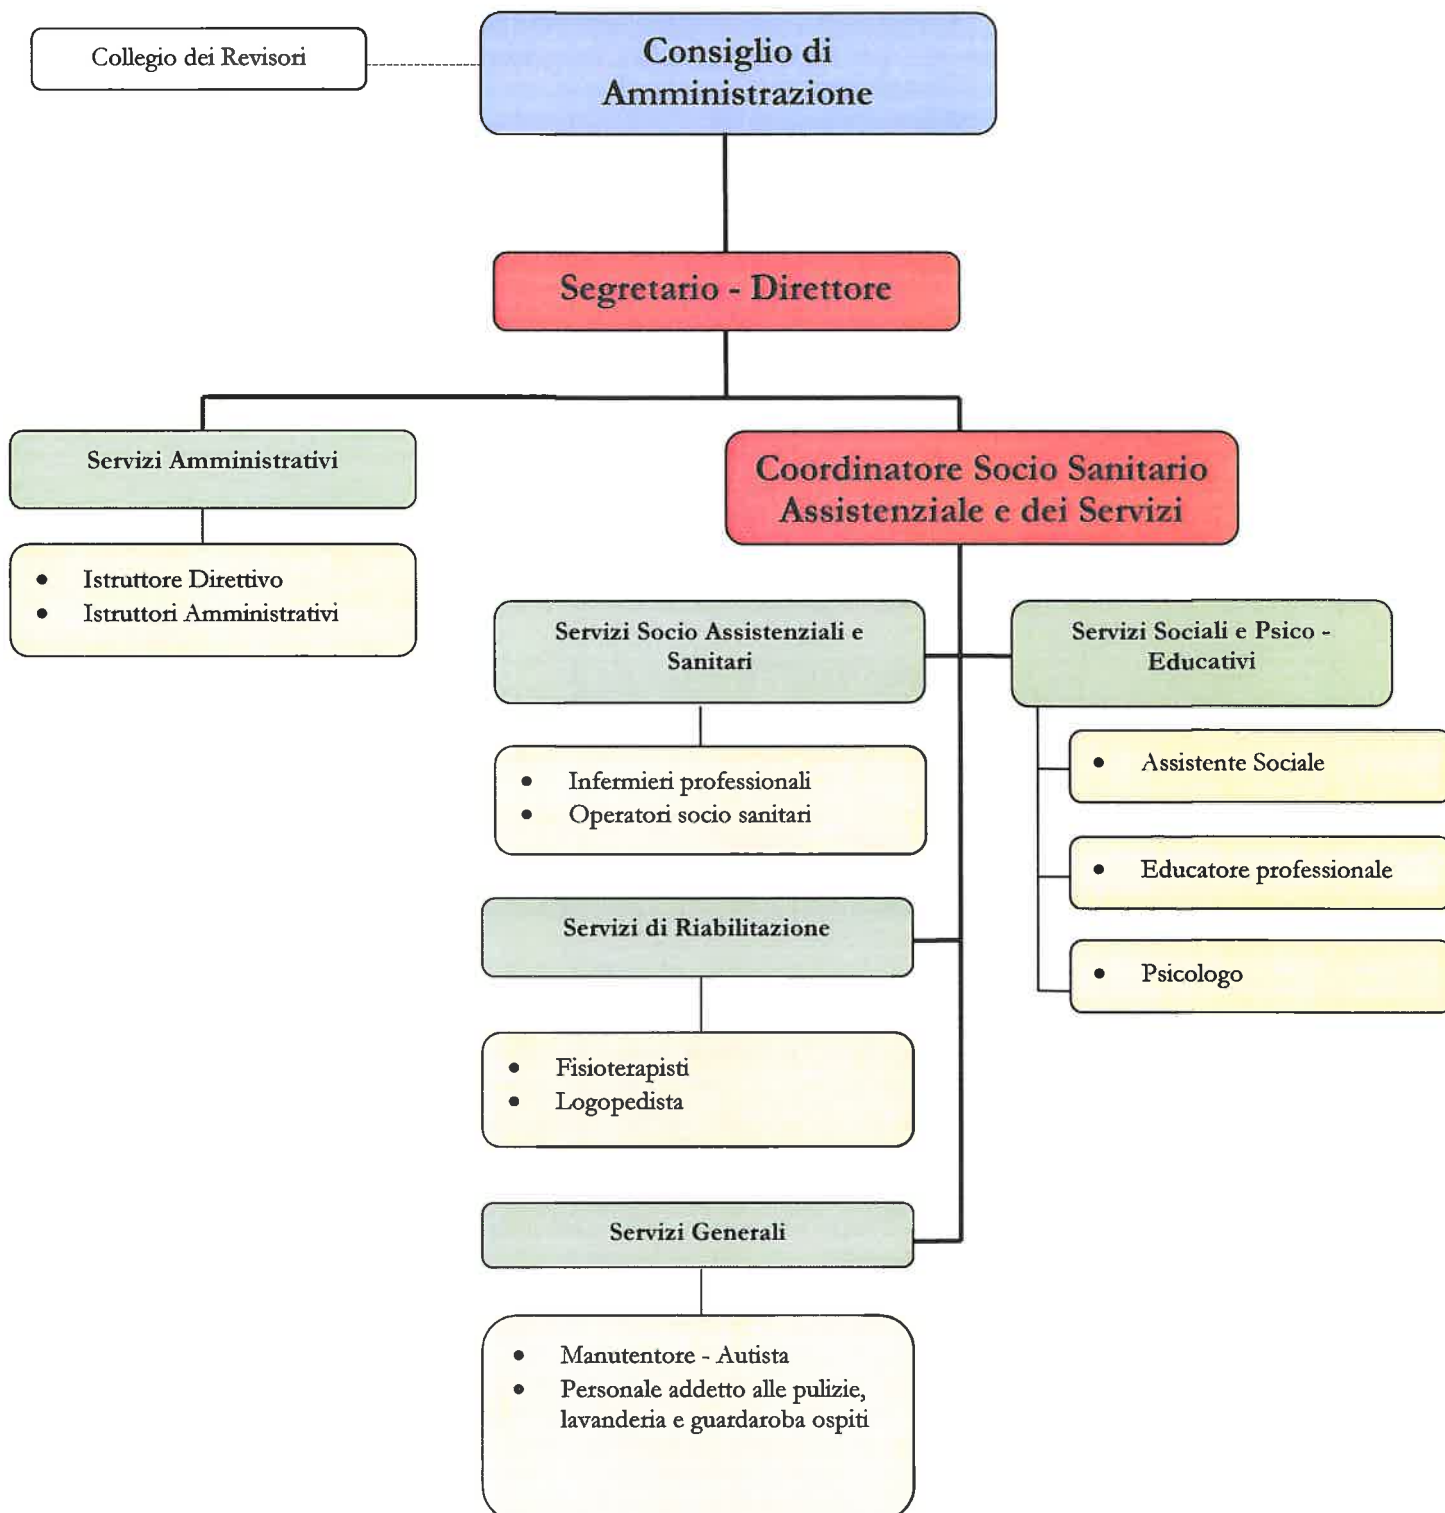 Collegio dei Revisori
Consiglio di
Amministrazione
Segretario - Direttore
Servizi Amministrativi
• Istruttore Direttivo
• Istruttori Amministrativi
Coordinatore Socio Sanitario
Assistenziale e dei Servizi
Servizi Socio Assistenziali e
Sanitari
• Infermieri professionali
• Operatori socio sanitari
Servizi Sociali e Psico -
Educativi
• Assistente Sociale
• Educatore professionale
• Psicologo
Servizi di Riabilitazione
• Fisioterapisti
• Logopedista
Servizi Generali
• Manutentore - Autista
• Personale addetto alle pulizie,
lavanderia e guardaroba ospiti